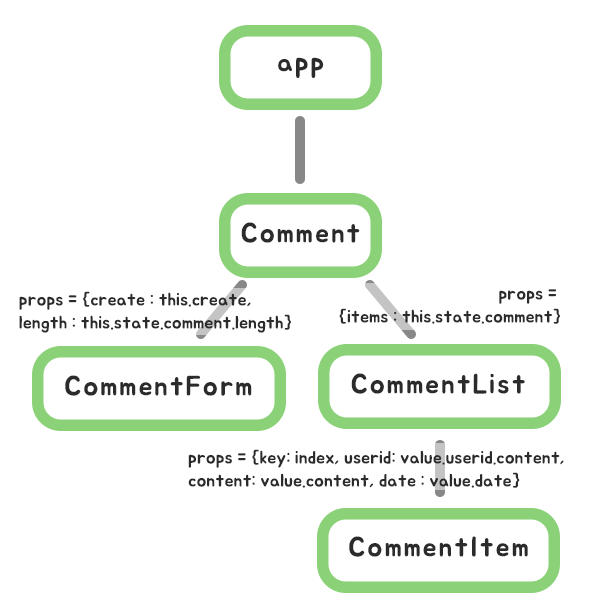 app
Comment
props = {create : this.create,
length : this.state.comment.length}
props =
{items : this.state.comment}
CommentForm
CommentList
props = {key: index, userid: value.userid.content,
content: value.content, date : value.date}
CommentItem